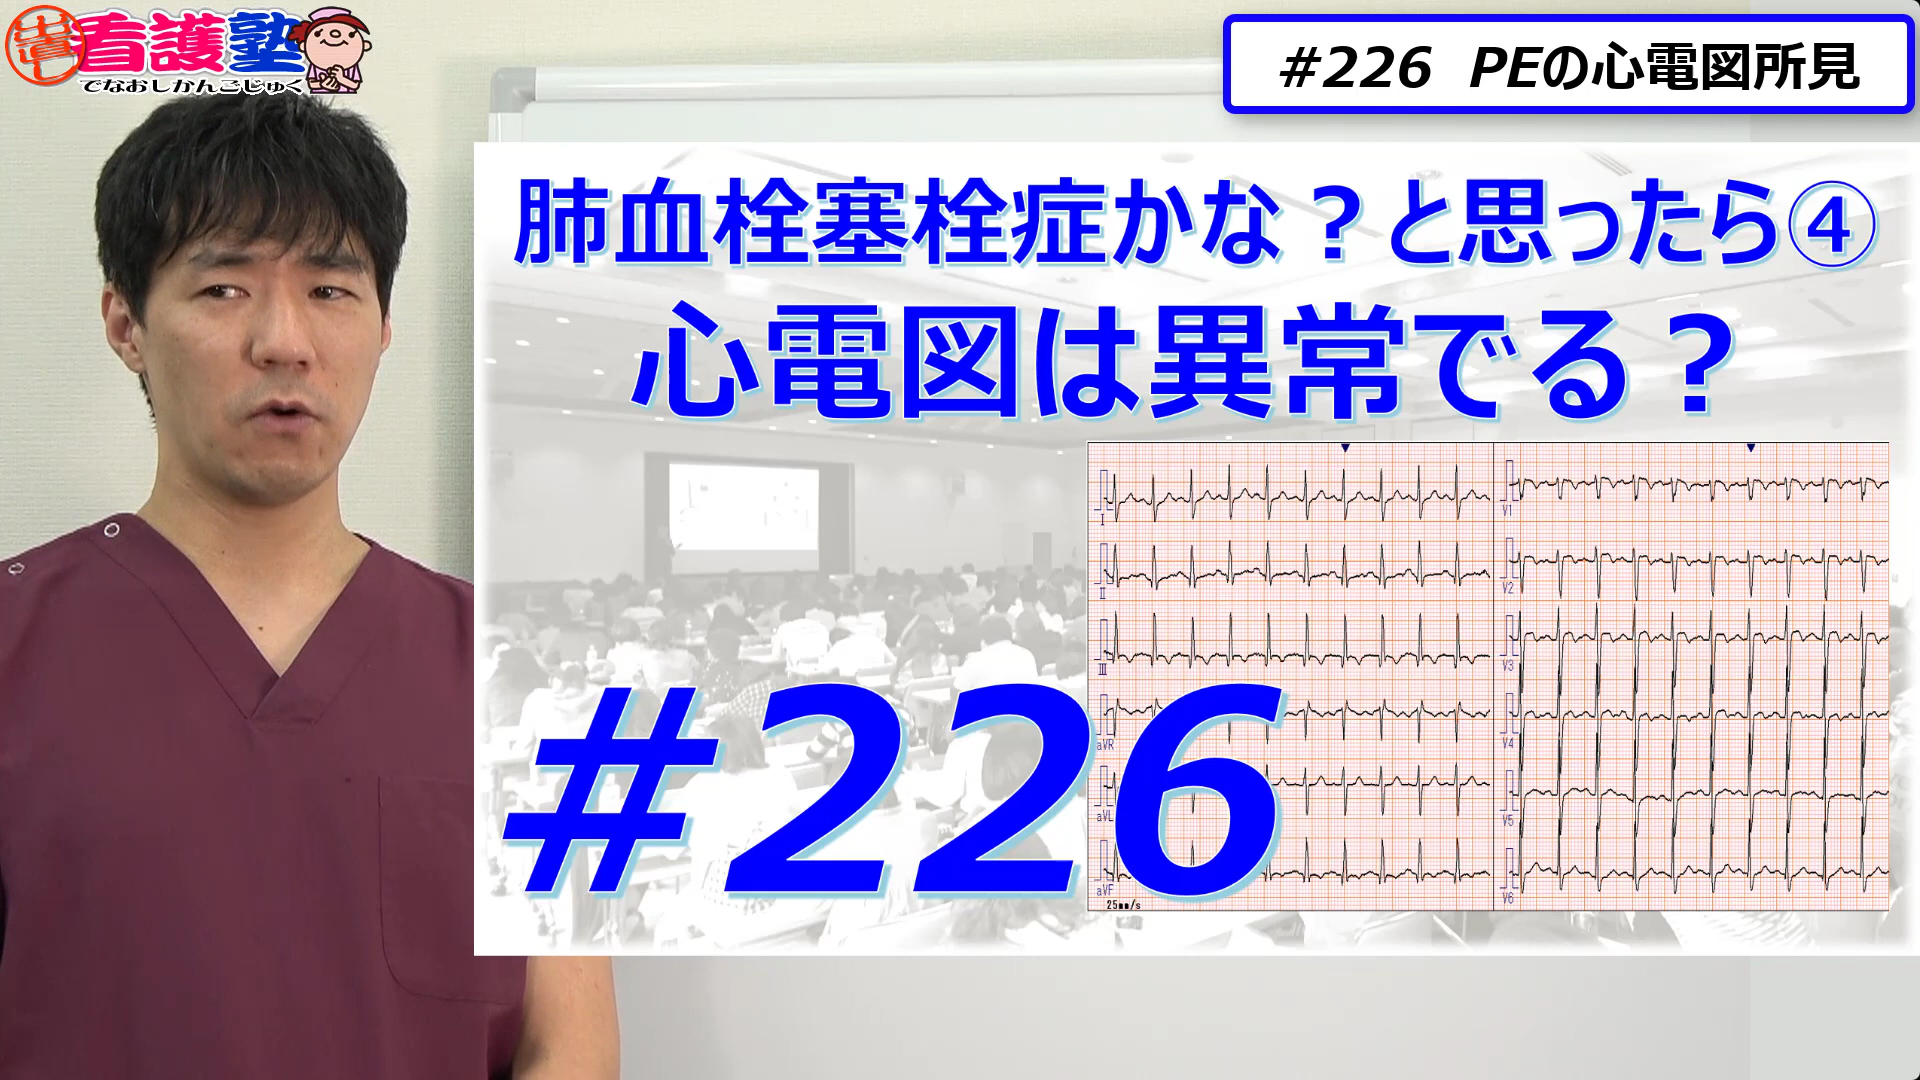 出直し看護塾
でなおしかんごじゅく
#226 PEの心電図所見
肺血栓塞栓症かな？と思ったら④
心電図は異常でる？
#226
I
II
III
aVR
aVL
aVF
25mm/s
V1
V2
V3
V4
V5
V6